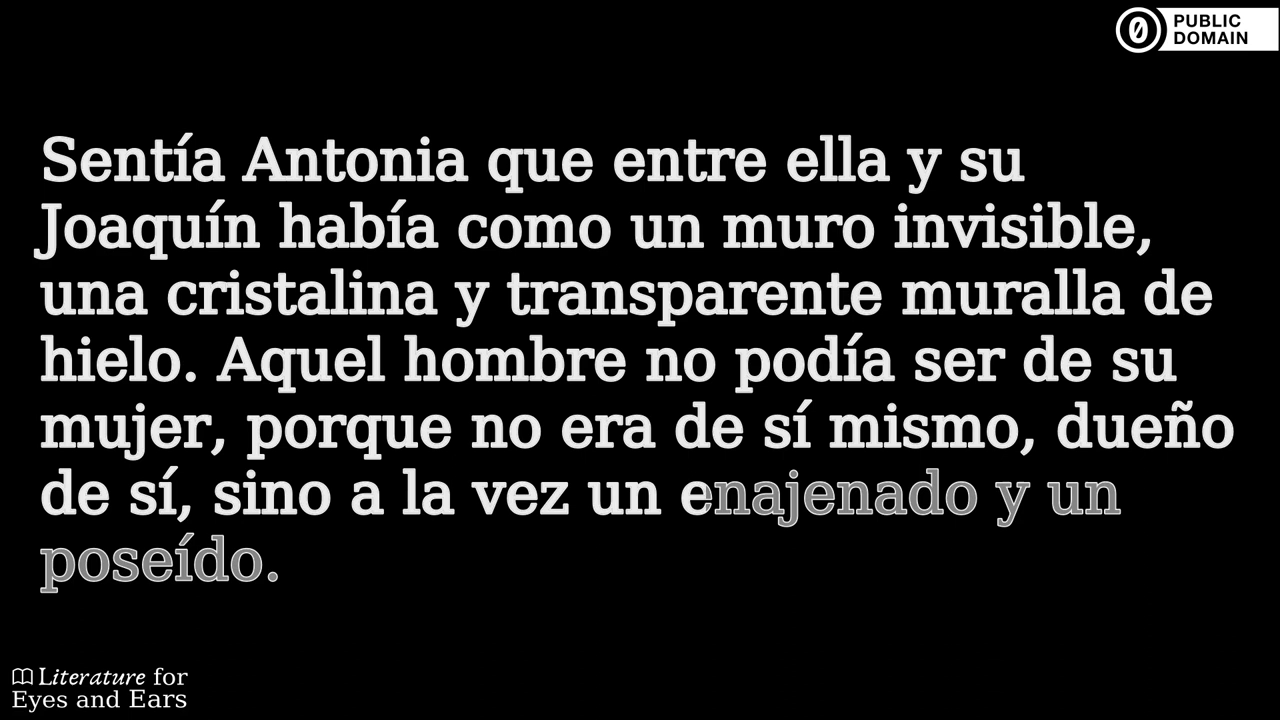 PUBLIC
DOMAIN
Sentía Antonia que entre ella y su
Joaquín había como un muro invisible,
una cristalina y transparente muralla de
hielo. Aquel hombre no podía ser de su
mujer, porque no era de sí mismo, dueño
de sí, sino a la vez un enajenado y un
poseído.
Literature for
Eyes and Ears